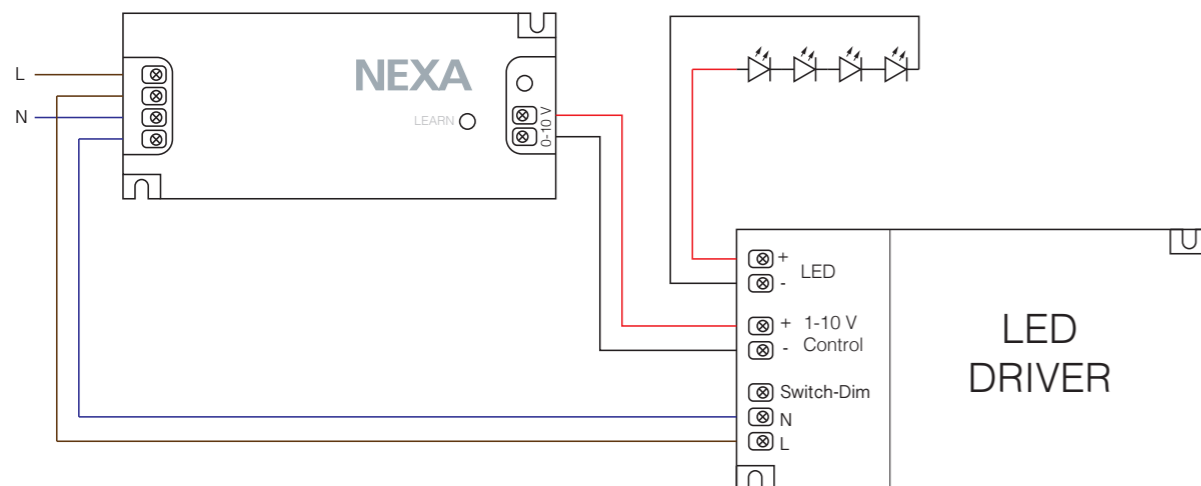 L
N
NEXA
LEARN
0-10 V
+
LED
-
+ 1-10 V
- Control
Switch-Dim
N
L
LED
DRIVER